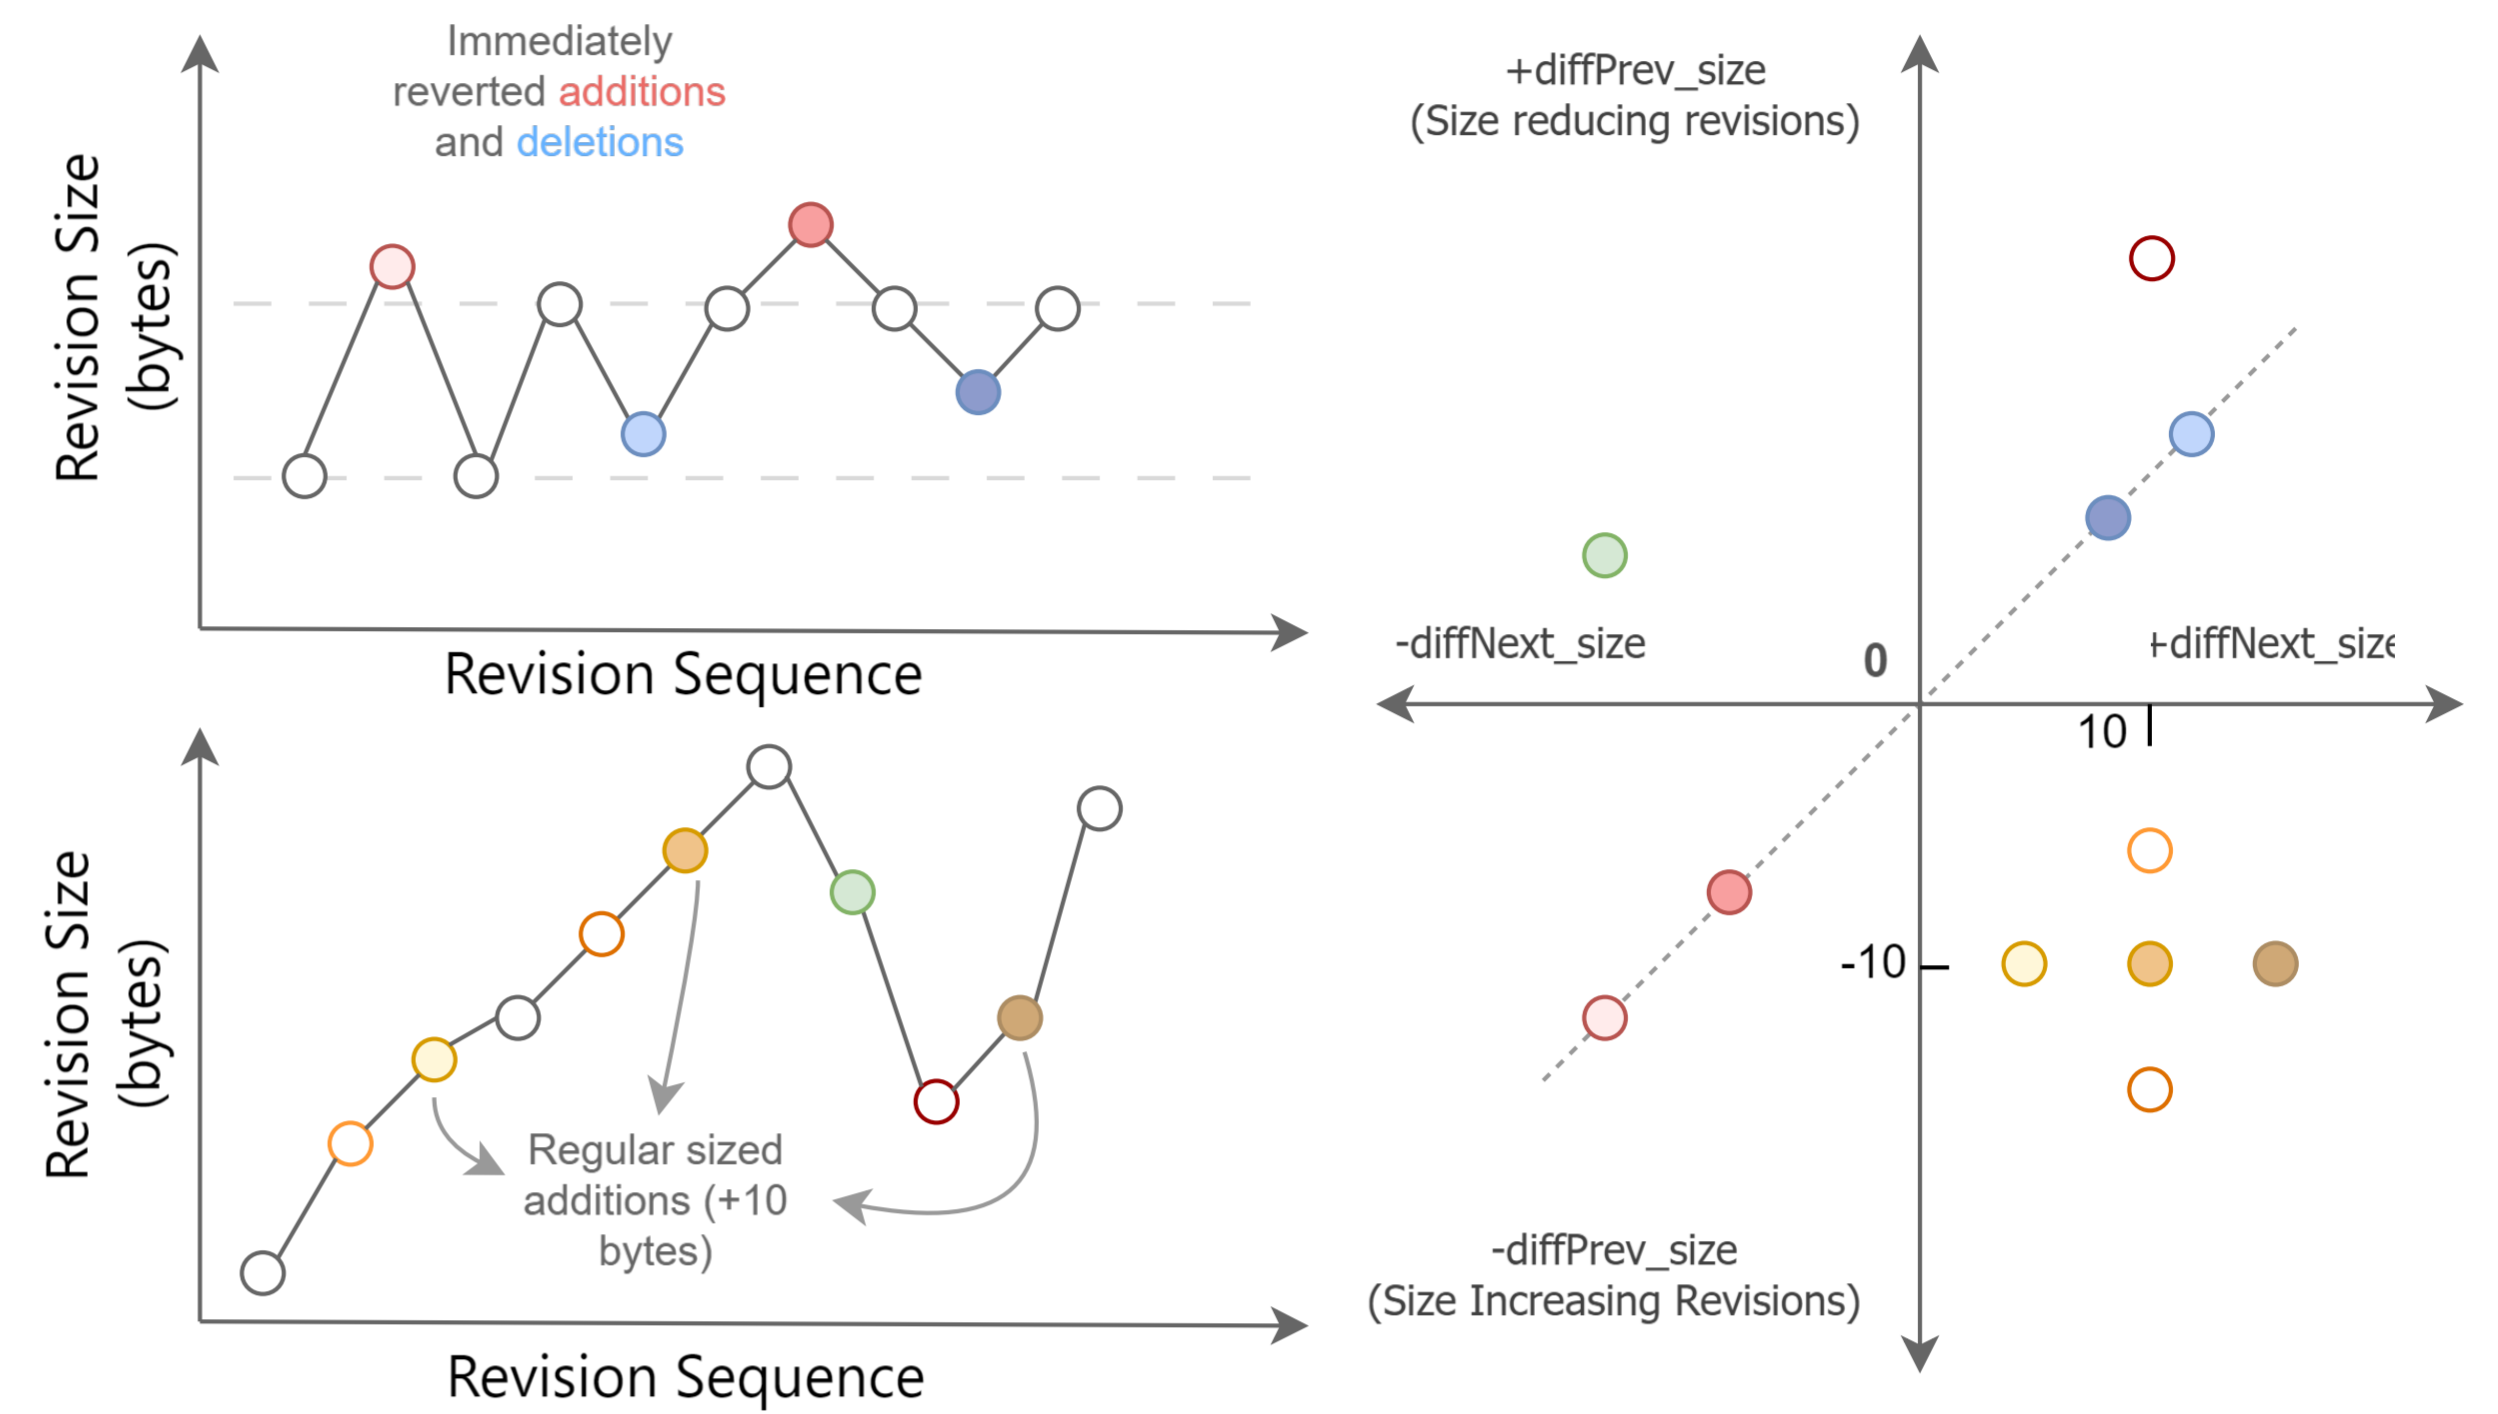 Immediately
reverted additions
and deletions
Revision Size
(bytes)
Revision Sequence
Revision Size
(bytes)
Regular sized
additions (+10
bytes)
Revision Sequence
+diffPrev_size
(Size reducing revisions)
-diffNext_size
0
+diffNext_size
10
-10
-diffPrev_size
(Size Increasing Revisions)